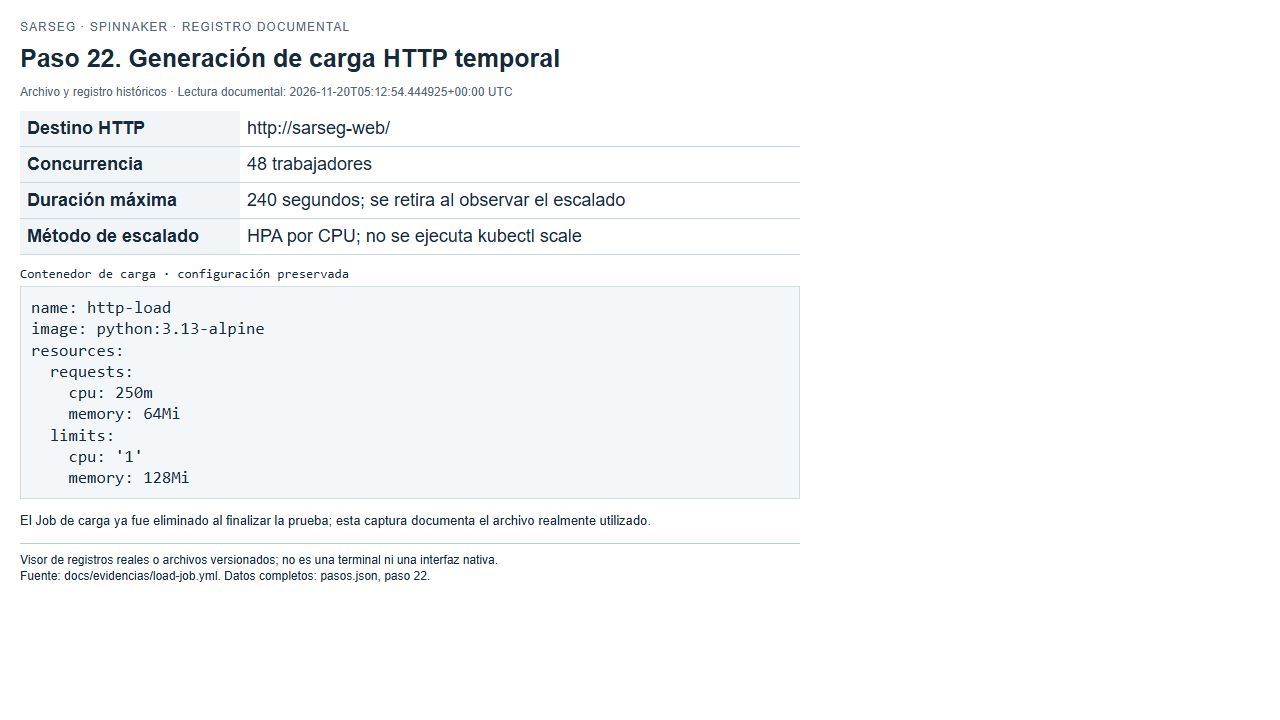 SARSEG · SPINNAKER · REGISTRO DOCUMENTAL
Paso 22. Generación de carga HTTP temporal
Archivo y registro históricos · Lectura documental: 2026-11-20T05:12:54.444925+00:00 UTC
Destino HTTP http://sarseg-web/
Concurrencia 48 trabajadores
Duración máxima 240 segundos; se retira al observar el escalado
Método de escalado HPA por CPU; no se ejecuta kubectl scale
Contenedor de carga · configuración preservada
name: http-load
image: python:3.13-alpine
resources:
  requests:
    cpu: 250m
    memory: 64Mi
  limits:
    cpu: '1'
    memory: 128Mi
El Job de carga ya fue eliminado al finalizar la prueba; esta captura documenta el archivo realmente utilizado.
Visor de registros reales o archivos versionados; no es una terminal ni una interfaz nativa.
Fuente: docs/evidencias/load-job.yml. Datos completos: pasos.json, paso 22.